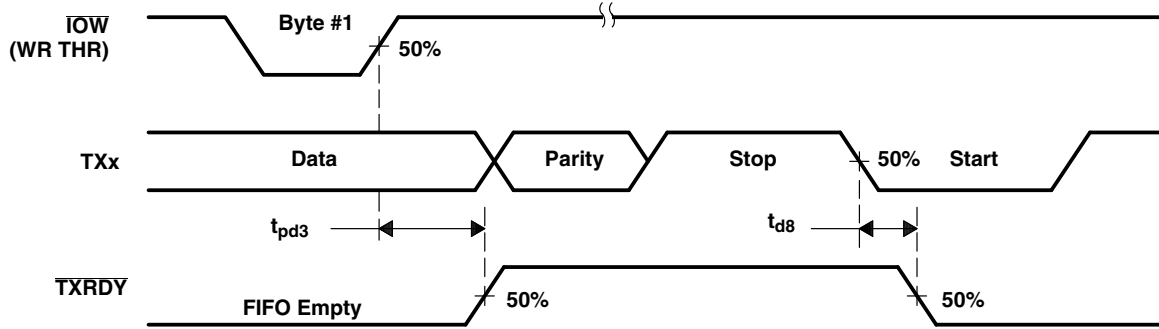 IOW
(WR THR)
Byte #1
50%
TXx
Data
Parity
Stop
50%
Start
tpd3
td8
TXRDY
FIFO Empty
50%
50%